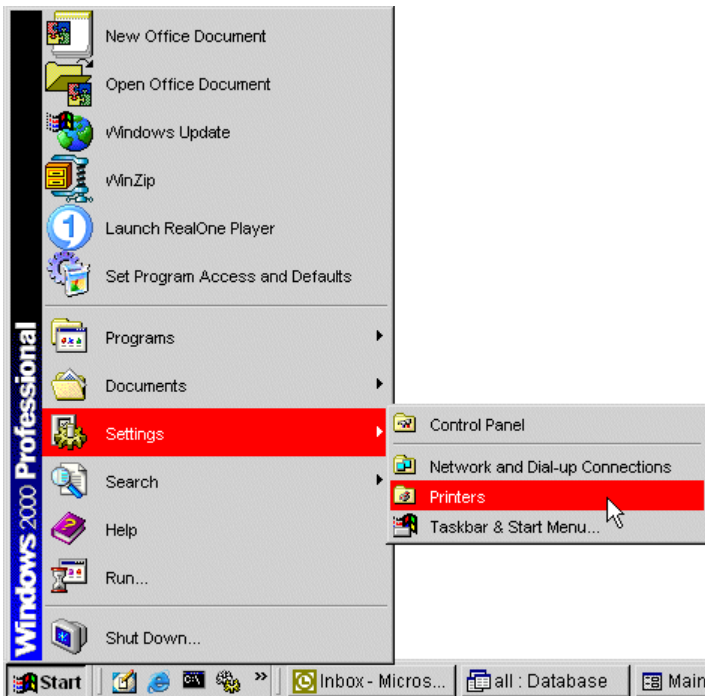 New Office Document
Open Office Document
Windows Update
WinZip
Launch RealOne Player
Set Program Access and Defaults
Programs
Documents
Settings
Search
Help
Run...
Shut Down...
Windows 2000 Professional
Control Panel
Network and Dial-up Connections
Printers
Taskbar & Start Menu...
Start
»
Inbox - Micros...
all : Database
Main